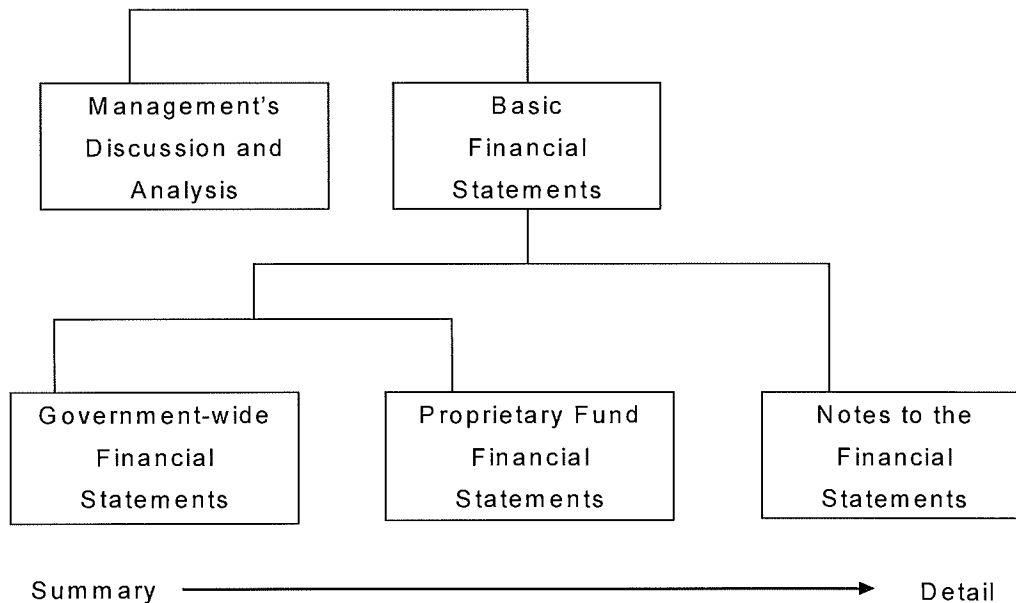 Management's
Discussion and
Analysis
Basic
Financial
Statements
Government-wide
Financial
Statements
Proprietary Fund
Financial
Statements
Notes to the
Financial
Statements
Summary
Detail